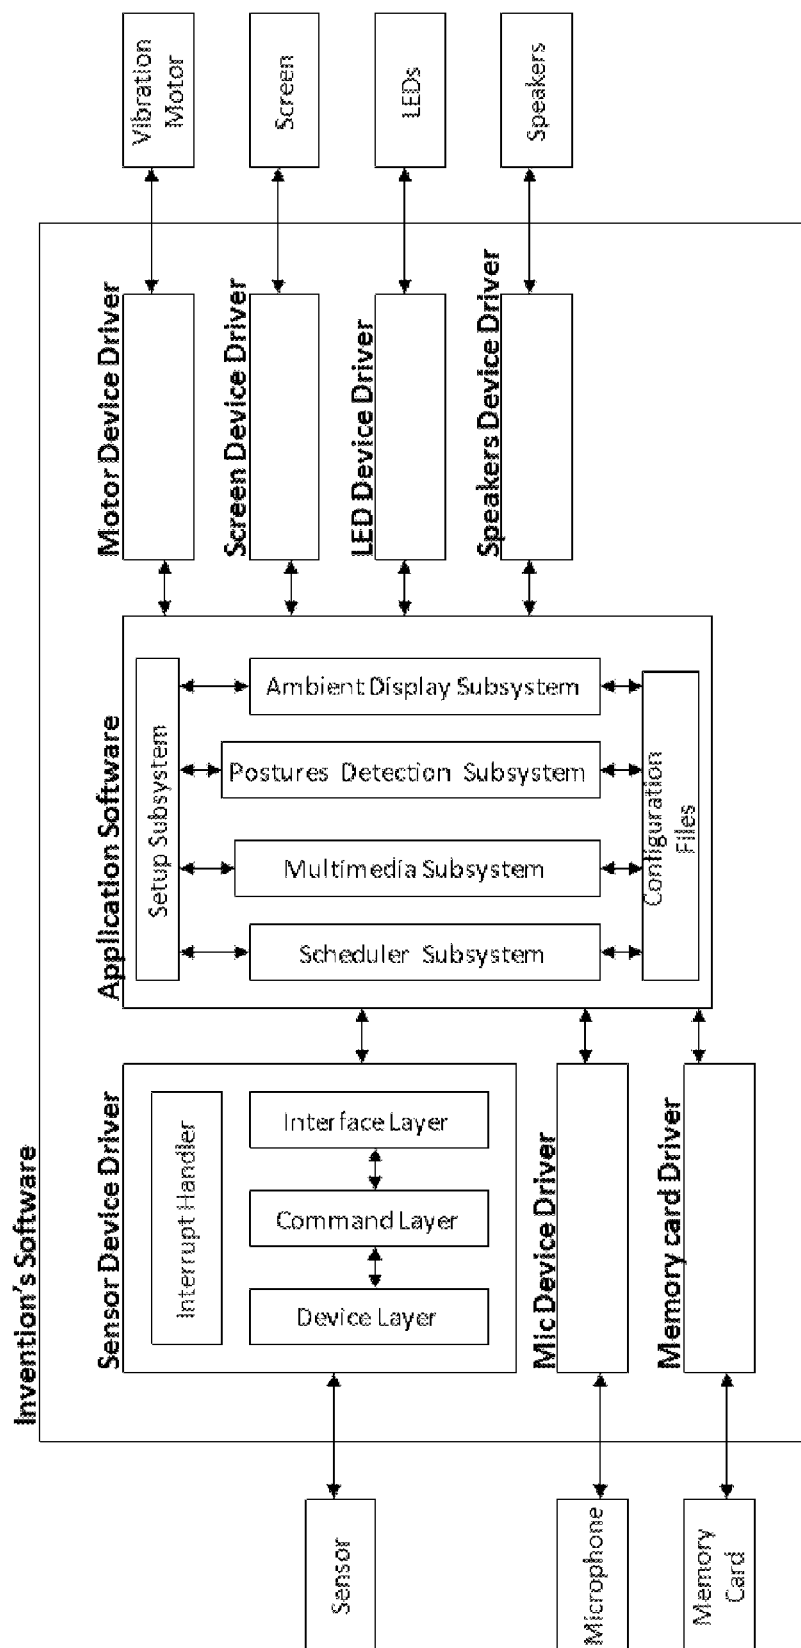 Invention's Software
Sensor
Microphone
Memory
Card
Sensor Device Driver
Interrupt Handler
Device Layer
Command Layer
Interface Layer
Mic Device Driver
Memory card Driver
Application Software
Setup Subsystem
Scheduler Subsystem
Multimedia Subsystem
Postures Detection Subsystem
Ambient Display Subsystem
Configuration
Files
Motor Device Driver
Screen Device Driver
LED Device Driver
Speakers Device Driver
Vibration
Motor
Screen
LEDs
Speakers